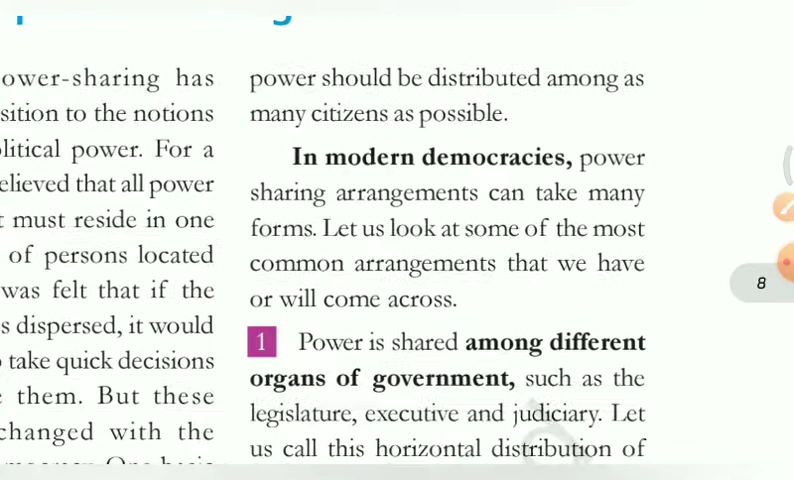 ower-sharing has
sition to the notions
litical power. For a
elieved that all power
must reside in one
of persons located
was felt that if the
s dispersed, it would
take quick decisions
them. But these
changed with the
power should be distributed among as
many citizens as possible.
In modern democracies, power
sharing arrangements can take many
forms. Let us look at some of the most
common arrangements that we have
or will come across.
1 Power is shared among different
organs of government, such as the
legislature, executive and judiciary. Let
us call this horizontal distribution of
8